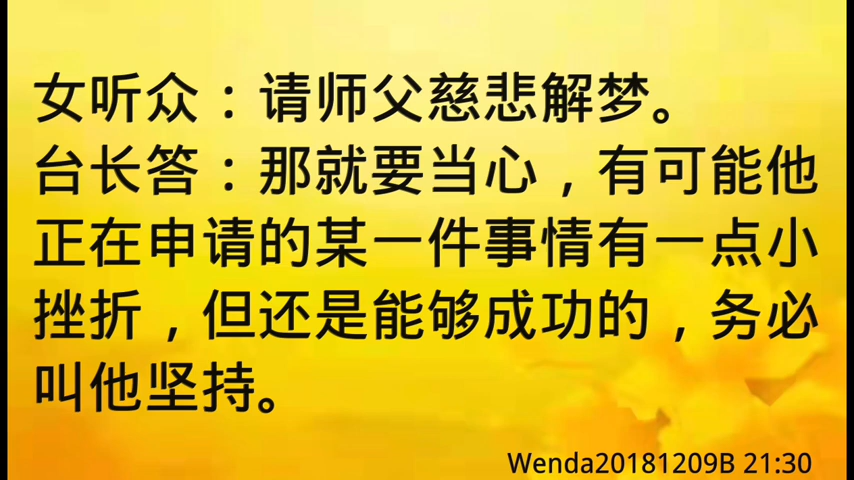 女听众：请师父慈悲解梦。
台长答：那就要当心，有可能他
正在申请的某一件事情有一点小
挫折，但还是能够成功的，务必
叫他坚持。
Wenda20181209B 21:30